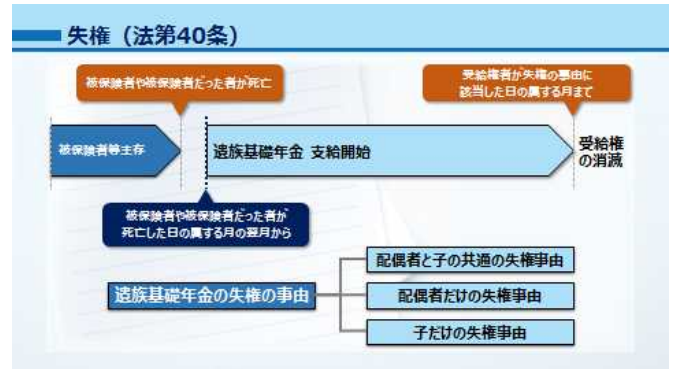 失権（法第40条）
被保険者や被保険者だった者が死亡
受給権者が失権の事由に
該当した日の属する月まで
被保険者等生存
遺族基礎年金 支給開始
受給権
の消滅
被保険者や被保険者だった者が
死亡した日の属する月の翌月から
遺族基礎年金の失権の事由
配偶者と子の共通の失権事由
配偶者だけの失権事由
子だけの失権事由